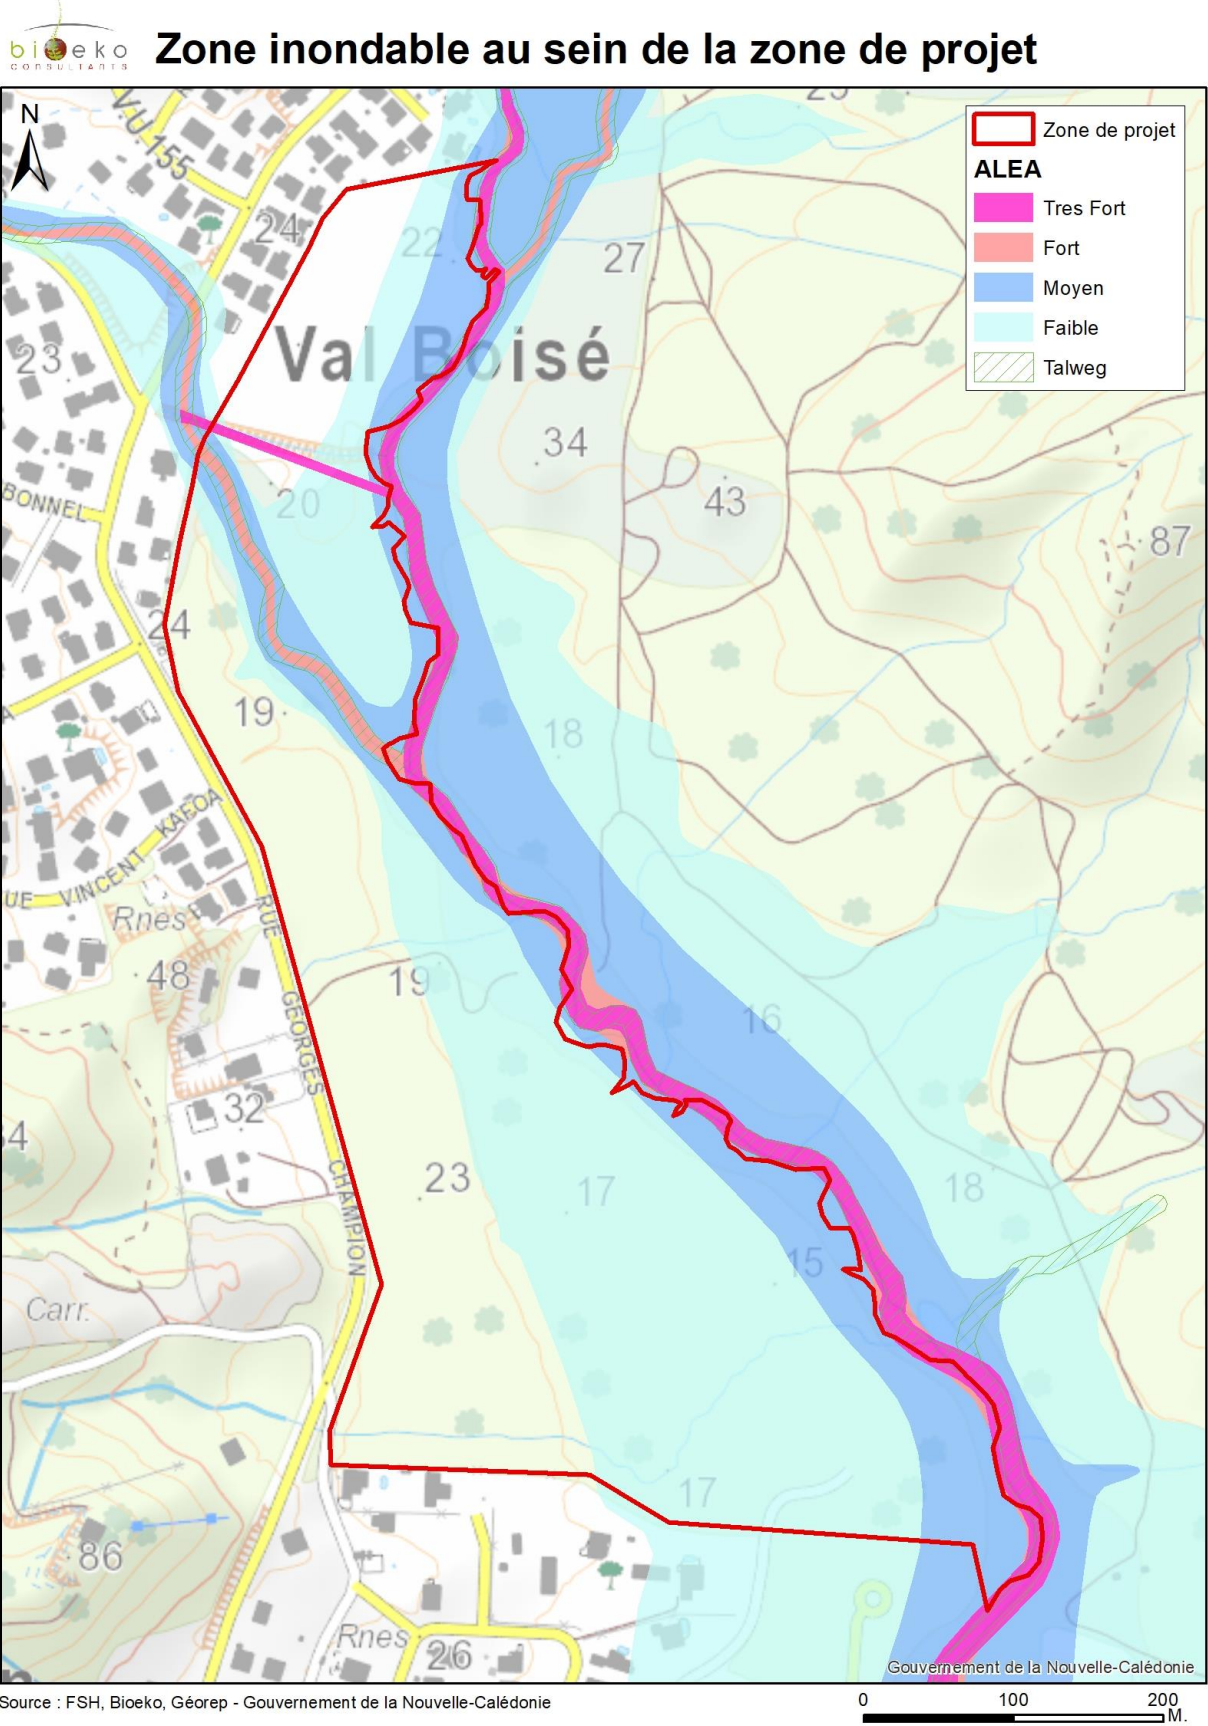 bioeko
CONSULTANTS
Zone inondable au sein de la zone de projet
N
Zone de projet
ALEA
Tres Fort
Fort
Moyen
Faible
Talweg
V.U. 155
24
22
27
23
Val Boisé
34
43
20
BONNEL
87
24
19
18
KAFOA
VINCENT
Rnes
48
19
16
RUE
GEORGES
CHAMPION
32
23
17
18
15
Carr.
17
86
Rnes
26
Gouvernement de la Nouvelle-Calédonie
Source : FSH, Bioeko, Géorep - Gouvernement de la Nouvelle-Calédonie
0 100 200
M.